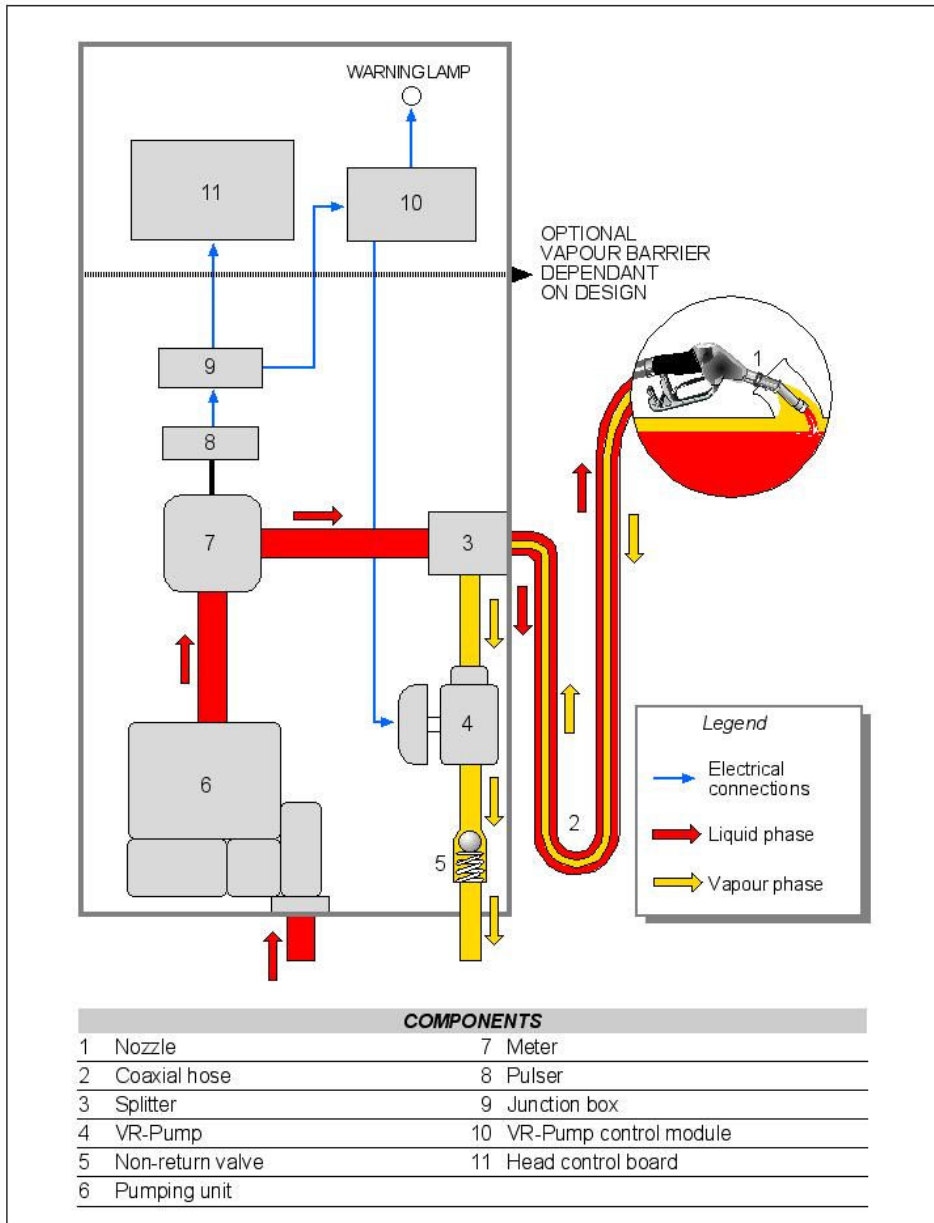 WARNING LAMP
11
10
OPTIONAL
VAPOUR BARRIER
DEPENDANT
ON DESIGN
9
1
8
7
3
4
Legend
Electrical
connections
6
2
Liquid phase
5
Vapour phase
COMPONENTS
1 Nozzle 7 Meter
2 Coaxial hose 8 Pulser
3 Splitter 9 Junction box
4 VR-Pump 10 VR-Pump control module
5 Non-return valve 11 Head control board
6 Pumping unit